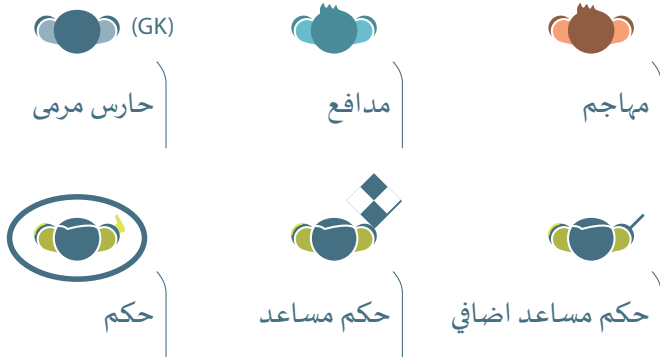 (GK)
مهاجم
مدافع
حارس مرمى
حكم مساعد اضافي
حكم مساعد
حكم